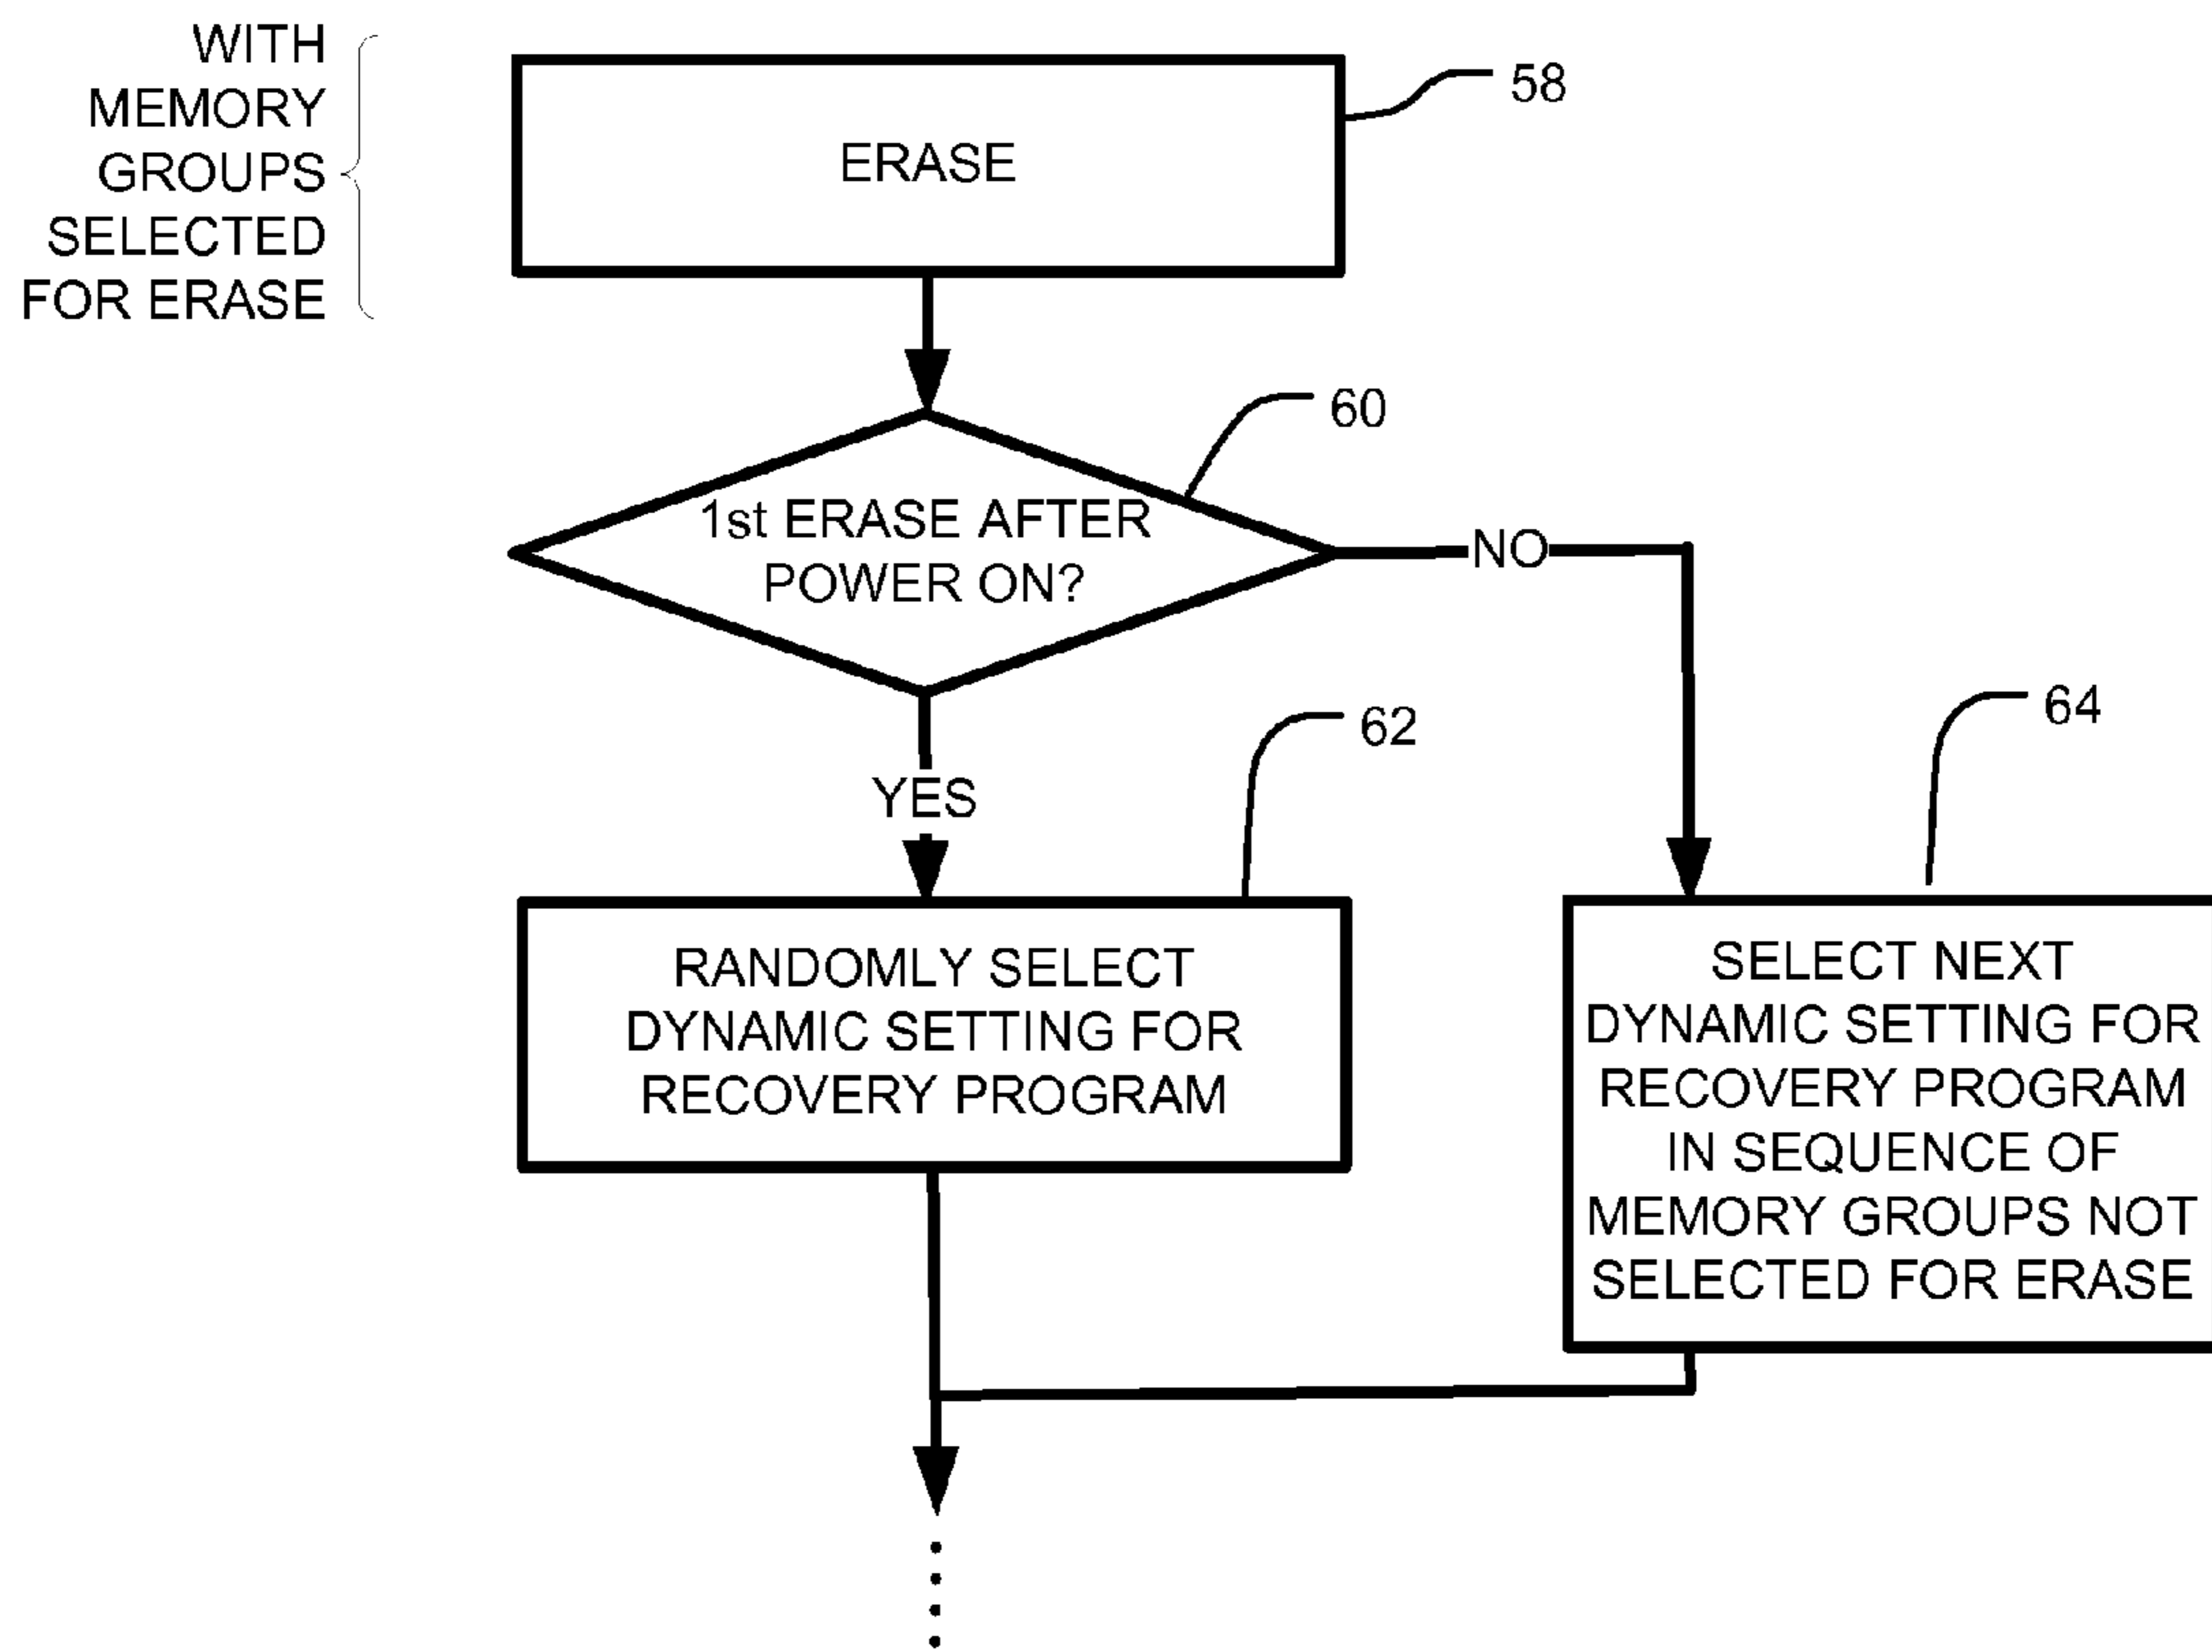 WITH
MEMORY
GROUPS
SELECTED
FOR ERASE
ERASE
58
1st ERASE AFTER
POWER ON?
60
NO
YES
62
RANDOMLY SELECT
DYNAMIC SETTING FOR
RECOVERY PROGRAM
64
SELECT NEXT
DYNAMIC SETTING FOR
RECOVERY PROGRAM
IN SEQUENCE OF
MEMORY GROUPS NOT
SELECTED FOR ERASE